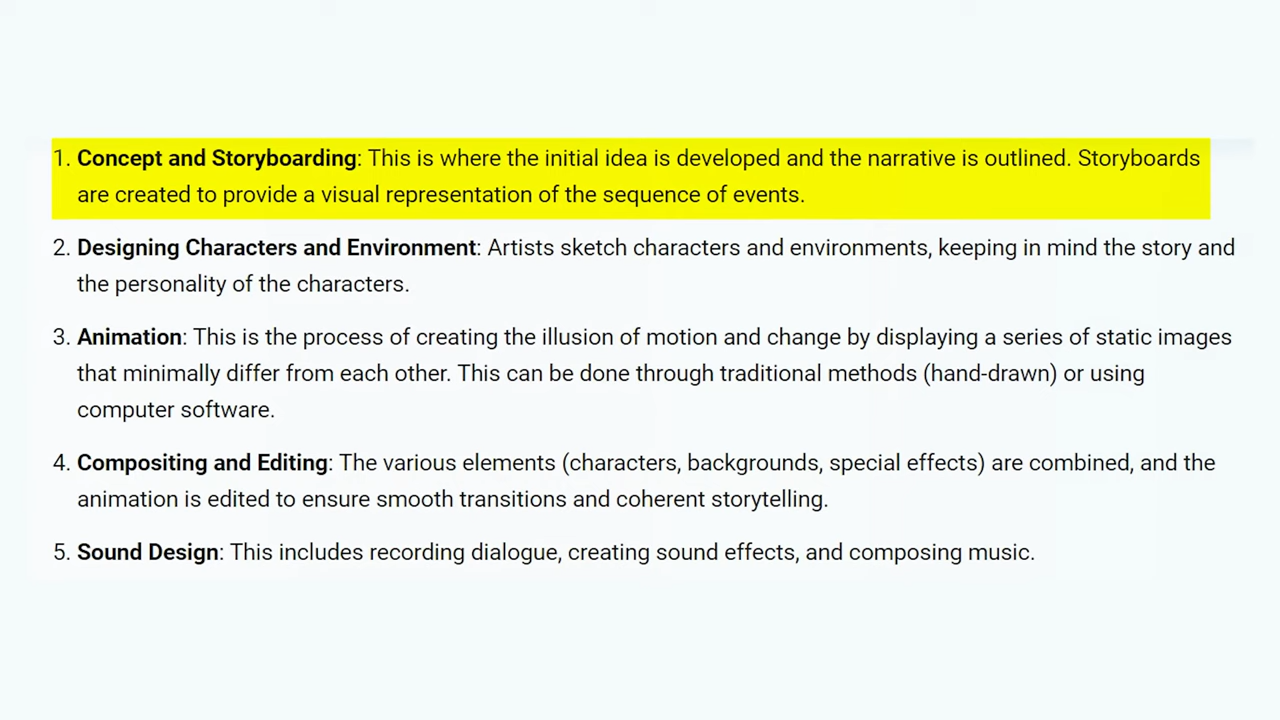 1. Concept and Storyboarding: This is where the initial idea is developed and the narrative is outlined. Storyboards
are created to provide a visual representation of the sequence of events.
2. Designing Characters and Environment: Artists sketch characters and environments, keeping in mind the story and
the personality of the characters.
3. Animation: This is the process of creating the illusion of motion and change by displaying a series of static images
that minimally differ from each other. This can be done through traditional methods (hand-drawn) or using
computer software.
4. Compositing and Editing: The various elements (characters, backgrounds, special effects) are combined, and the
animation is edited to ensure smooth transitions and coherent storytelling.
5. Sound Design: This includes recording dialogue, creating sound effects, and composing music.